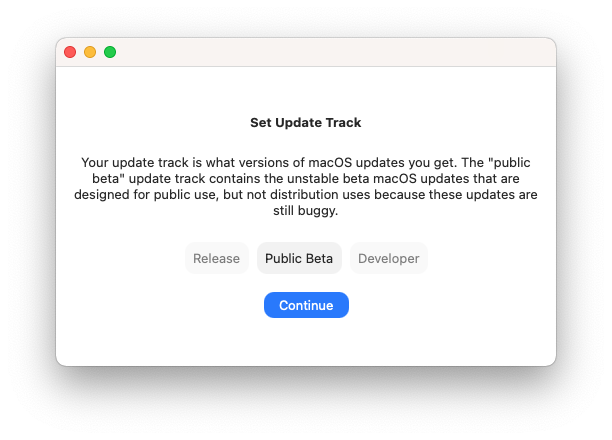 Set Update Track
Your update track is what versions of macOS updates you get. The "public
beta" update track contains the unstable beta macOS updates that are
designed for public use, but not distribution uses because these updates are
still buggy.
Release Public Beta Developer
Continue